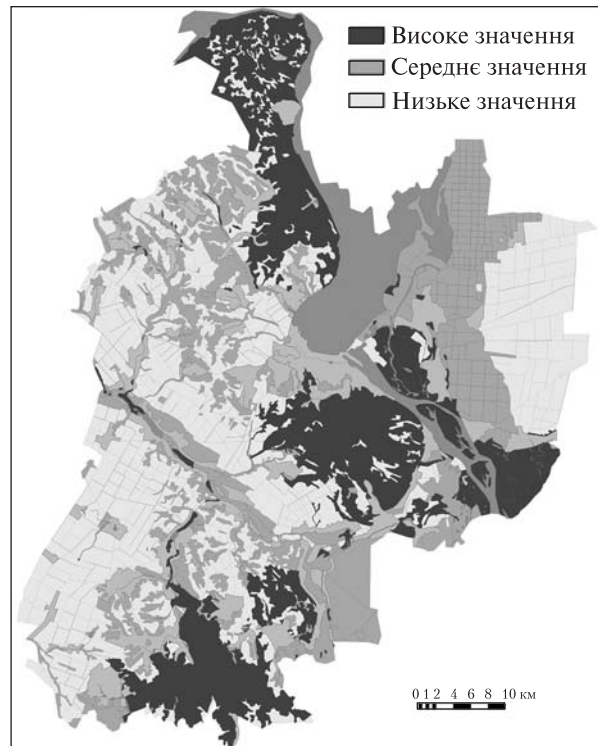 Високе значення
Середнє значення
Низьке значення
0 1 2 4 6 8 10 км